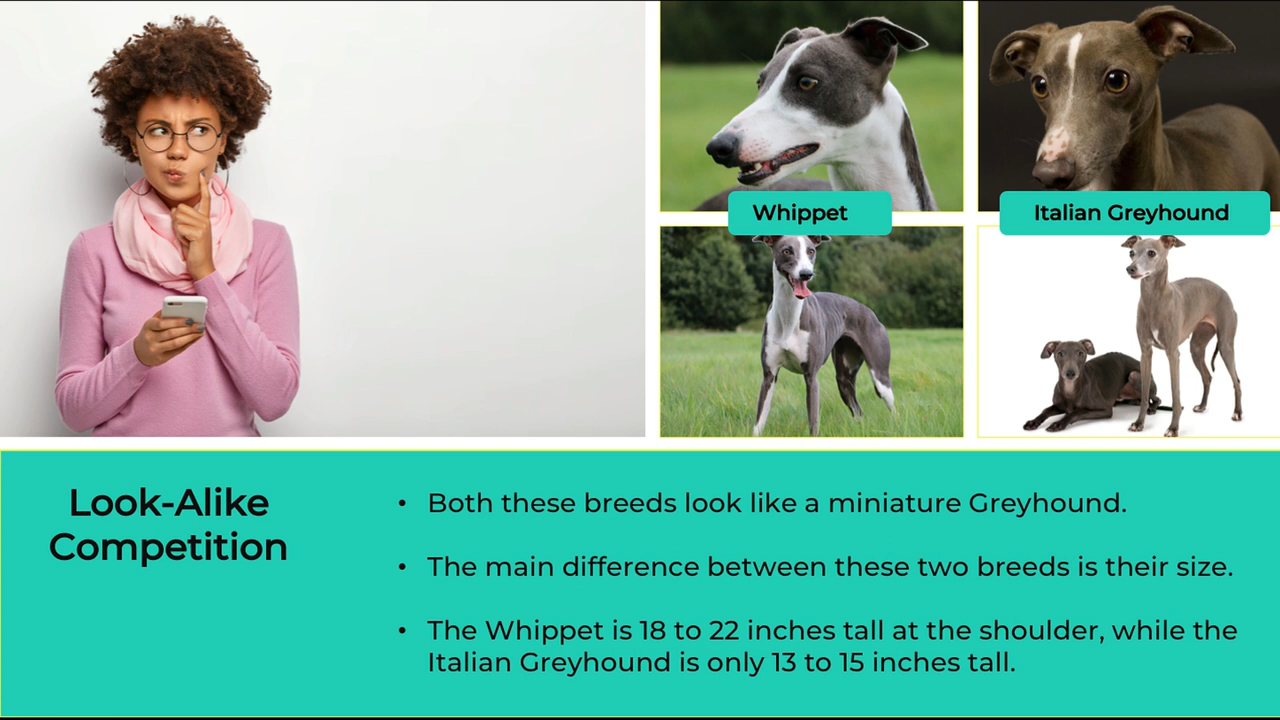 Whippet
Italian Greyhound
Look-Alike
Competition
• Both these breeds look like a miniature Greyhound.
• The main difference between these two breeds is their size.
• The Whippet is 18 to 22 inches tall at the shoulder, while the
Italian Greyhound is only 13 to 15 inches tall.